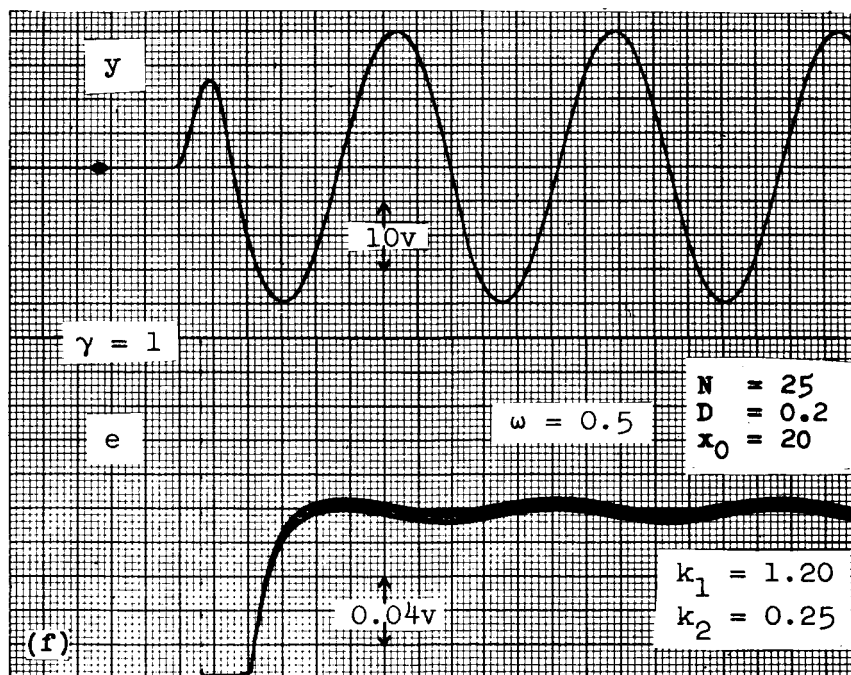 y
10v
γ = 1
N = 25
D = 0.2
x₀ = 20
ω = 0.5
e
k₁ = 1.20
k₂ = 0.25
0.04v
(f)